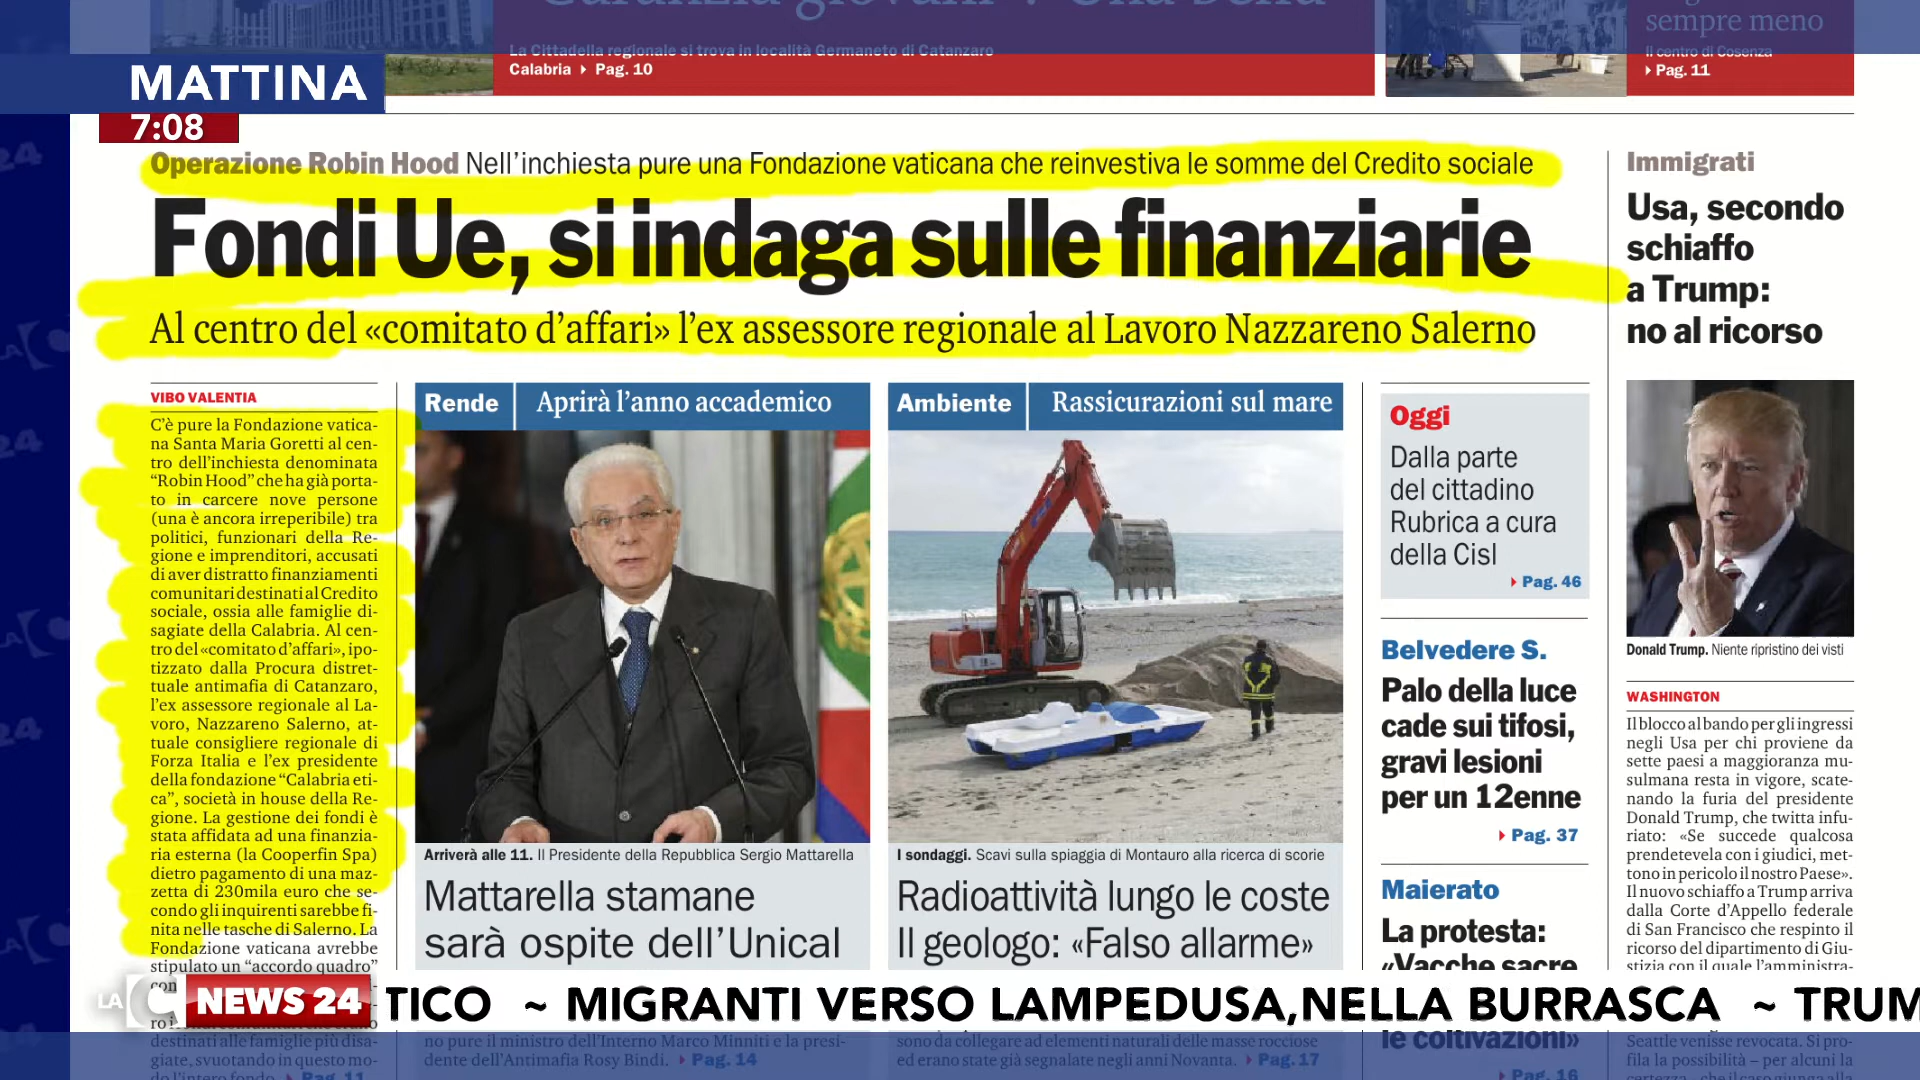 Garanzia giovani
sempre meno
La Cittadella regionale si trova in località Germaneto di Catanzaro
Calabria Pag. 10
Il centro di Cosenza
Pag. 11
MATTINA
7:08
Operazione Robin Hood Nell'inchiesta pure una Fondazione vaticana che reinvestiva le somme del Credito sociale
Fondi Ue, si indaga sulle finanziarie
Al centro del «comitato d'affari» l'ex assessore regionale al Lavoro Nazzareno Salerno
VIBO VALENTIA
C'è pure la Fondazione vatica-
na Santa Maria Goretti al cen-
tro dell'inchiesta denominata
“Robin Hood” che ha già porta-
to in carcere nove persone
(una è ancora irreperibile) tra
politici, funzionari della Re-
gione e imprenditori, accusati
di aver distratto finanziamenti
comunitari destinati al Credito
sociale, ossia alle famiglie di-
sagiate della Calabria. Al cen-
tro del «comitato d'affari», ipo-
tizzato dalla Procura distret-
tuale antimafia di Catanzaro,
l'ex assessore regionale al La-
voro, Nazzareno Salerno, at-
tuale consigliere regionale di
Forza Italia e l'ex presidente
della fondazione “Calabria eti-
ca”, società in house della Re-
gione. La gestione dei fondi è
stata affidata ad una finanzia-
ria esterna (la Cooperfin Spa)
dietro pagamento di una maz-
zetta di 230mila euro che se-
condo gli inquirenti sarebbe fi-
nita nelle tasche di Salerno. La
Fondazione vaticana avrebbe
stipulato un “accordo quadro”
destinati alle famiglie più disa-
giate, svuotando in questo mo-
do l'intero fondo. Pag. 11
Rende Aprirà l'anno accademico
Arriverà alle 11. Il Presidente della Repubblica Sergio Mattarella
Mattarella stamane
sarà ospite dell'Unical
no pure il ministro dell'Interno Marco Minniti e la presi-
dente dell'Antimafia Rosy Bindi. Pag. 14
Ambiente Rassicurazioni sul mare
I sondaggi. Scavi sulla spiaggia di Montauro alla ricerca di scorie
Radioattività lungo le coste
Il geologo: «Falso allarme»
sono da collegare ad elementi naturali delle masse rocciose
ed erano state già segnalate negli anni Novanta. Pag. 17
Oggi
Dalla parte
del cittadino
Rubrica a cura
della Cisl
Pag. 46
Belvedere S.
Palo della luce
cade sui tifosi,
gravi lesioni
per un 12enne
Pag. 37
Maierato
La protesta:
«Vacche sacre
le coltivazioni»
Pag. 16
Immigrati
Usa, secondo
schiaffo
a Trump:
no al ricorso
Donald Trump. Niente ripristino dei visti
WASHINGTON
Il blocco al bando per gli ingressi
negli Usa per chi proviene da
sette paesi a maggioranza mu-
sulmana resta in vigore, scate-
nando la furia del presidente
Donald Trump, che twitta infu-
riato: «Se succede qualcosa
prendetevela con i giudici, met-
tono in pericolo il nostro Paese».
Il nuovo schiaffo a Trump arriva
dalla Corte d'Appello federale
di San Francisco che respinto il
ricorso del dipartimento di Giu-
stizia con il quale l'amministra-
Seattle venisse revocata. Si pro-
fila la possibilità – per alcuni la
LAC NEWS 24
TICO ~ MIGRANTI VERSO LAMPEDUSA,NELLA BURRASCA ~ TRUM